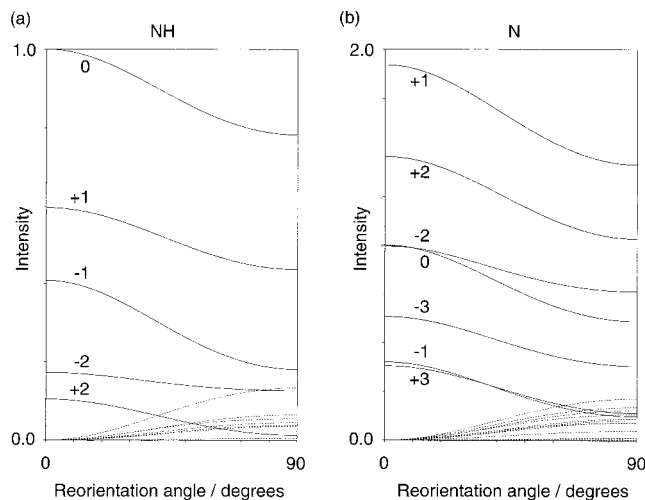 (a)
NH
1.0
0
+1
-1
-2
+2
0.0
0
90
Intensity
Reorientation angle / degrees
(b)
N
2.0
+1
+2
-2
0
-3
-1
+3
0.0
0
90
Intensity
Reorientation angle / degrees